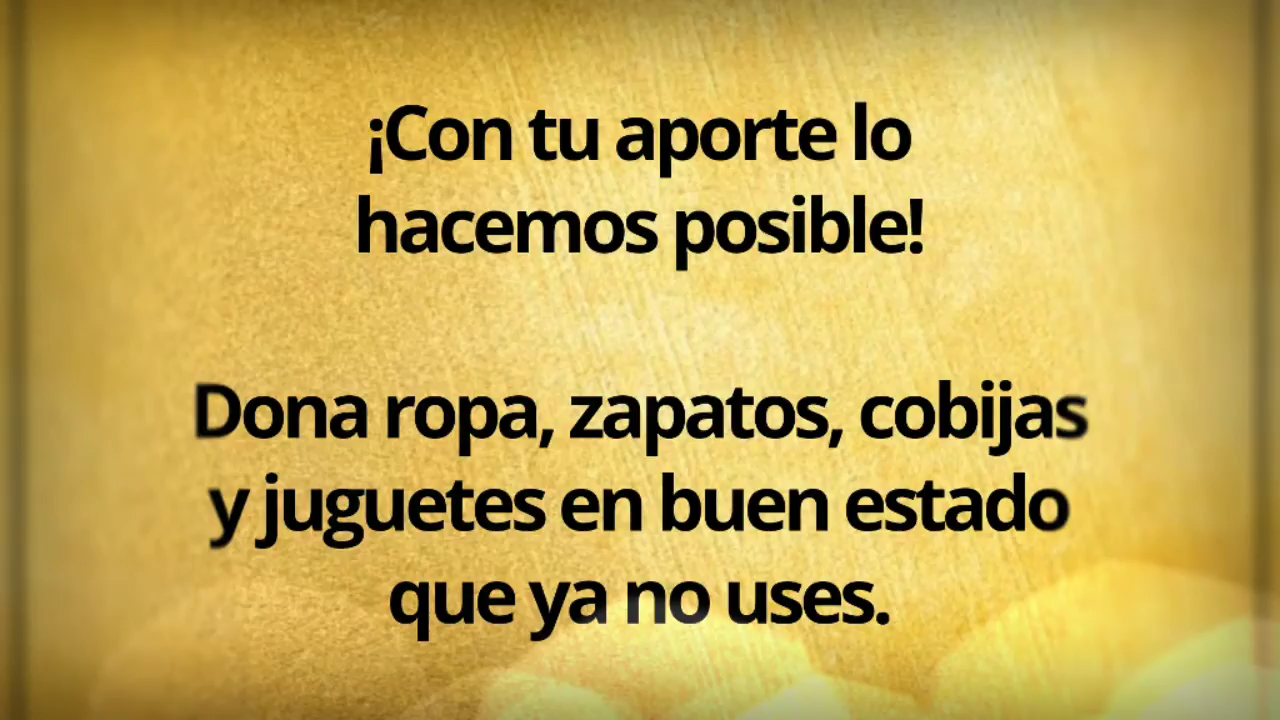 ¡Con tu aporte lo
hacemos posible!
Dona ropa, zapatos, cobijas
y juguetes en buen estado
que ya no uses.